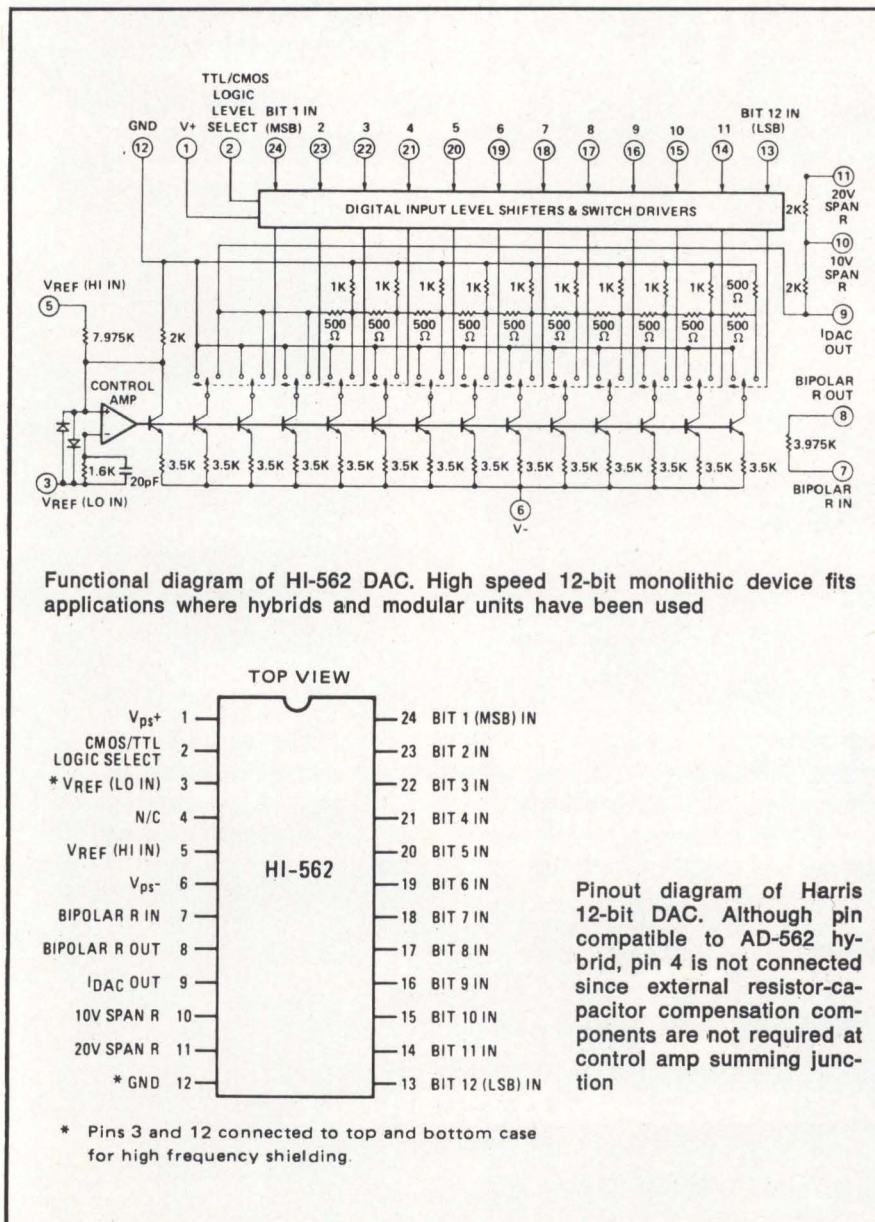 TTL/CMOS
LOGIC
LEVEL
SELECT
GND
V+
BIT 1 IN
(MSB)
2
3
4
5
6
7
8
9
10
11
BIT 12 IN
(LSB)
12
1
2
24
23
22
21
20
19
18
17
16
15
14
13
DIGITAL INPUT LEVEL SHIFTERS & SWITCH DRIVERS
11
20V
SPAN
R
2K
10
10V
SPAN
R
2K
9
IDAC
OUT
VREF (HI IN)
5
7.975K
2K
1K 1K 1K 1K 1K 1K 1K 1K 500
Ω
500 500 500 500 500 500 500 500
Ω Ω Ω Ω Ω Ω Ω Ω
CONTROL
AMP
+
−
1.6K
20pF
3
VREF (LO IN)
3.5K 3.5K 3.5K 3.5K 3.5K 3.5K 3.5K 3.5K 3.5K 3.5K 3.5K
6
V-
BIPOLAR
R OUT
8
3.975K
7
BIPOLAR
R IN
Functional diagram of HI-562 DAC. High speed 12-bit monolithic device fits
applications where hybrids and modular units have been used
TOP VIEW
HI-562
Vps+ 1
CMOS/TTL
LOGIC SELECT 2
* VREF (LO IN) 3
N/C 4
VREF (HI IN) 5
Vps- 6
BIPOLAR R IN 7
BIPOLAR R OUT 8
IDAC OUT 9
10V SPAN R 10
20V SPAN R 11
* GND 12
24 BIT 1 (MSB) IN
23 BIT 2 IN
22 BIT 3 IN
21 BIT 4 IN
20 BIT 5 IN
19 BIT 6 IN
18 BIT 7 IN
17 BIT 8 IN
16 BIT 9 IN
15 BIT 10 IN
14 BIT 11 IN
13 BIT 12 (LSB) IN
Pinout diagram of Harris
12-bit DAC. Although pin
compatible to AD-562 hy-
brid, pin 4 is not connected
since external resistor-ca-
pacitor compensation com-
ponents are not required at
control amp summing junc-
tion
* Pins 3 and 12 connected to top and bottom case
for high frequency shielding.